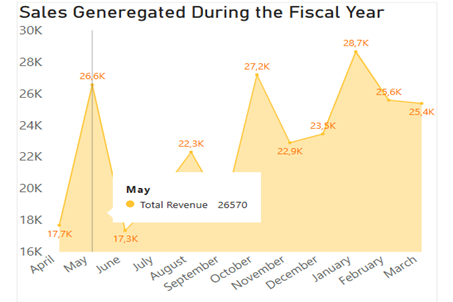 Sales Generegated During the Fiscal Year
30K
28K
26K
24K
22K
20K
18K
16K
26,6K
17,7K
17,3K
22,3K
27,2K
22,9K
23,5K
28,7K
25,6K
25,4K
May
Total Revenue 26570
April
May
June
July
August
September
October
November
December
January
February
March